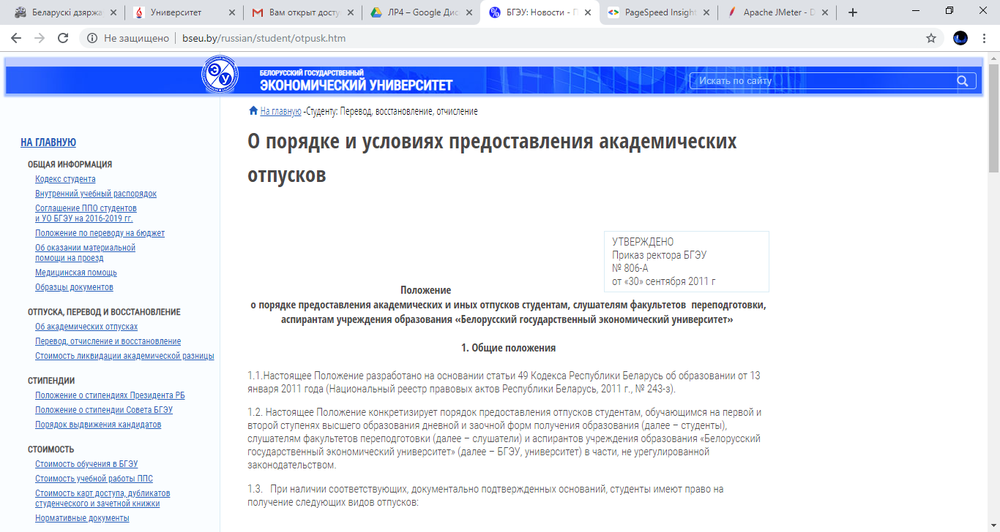 Беларускі дзяржа
Университет
Вам открыт досту
ЛР4 – Google Дис
БГЭУ: Новости - П
PageSpeed Insight
Apache JMeter - D
Не защищено
bseu.by/russian/student/otpusk.htm
БЕЛОРУССКИЙ ГОСУДАРСТВЕННЫЙ
ЭКОНОМИЧЕСКИЙ УНИВЕРСИТЕТ
Искать по сайту
На главную -Студенту: Перевод, восстановление, отчисление
НА ГЛАВНУЮ
ОБЩАЯ ИНФОРМАЦИЯ
Кодекс студента
Внутренний учебный распорядок
Соглашение ППО студентов
и УО БГЭУ на 2016-2019 гг.
Положение по переводу на бюджет
Об оказании материальной
помощи на проезд
Медицинская помощь
Образцы документов
ОТПУСКА, ПЕРЕВОД И ВОССТАНОВЛЕНИЕ
Об академических отпусках
Перевод, отчисление и восстановление
Стоимость ликвидации академической разницы
СТИПЕНДИИ
Положение о стипендиях Президента РБ
Положение о стипендии Совета БГЭУ
Порядок выдвижения кандидатов
СТОИМОСТЬ
Стоимость обучения в БГЭУ
Стоимость учебной работы ППС
Стоимость карт доступа, дубликатов
студенческого и зачетной книжки
Нормативные документы
О порядке и условиях предоставления академических
отпусков
УТВЕРЖДЕНО
Приказ ректора БГЭУ
№ 806-А
от «30» сентября 2011 г
Положение
о порядке предоставления академических и иных отпусков студентам, слушателям факультетов переподготовки,
аспирантам учреждения образования «Белорусский государственный экономический университет»
1. Общие положения
1.1.Настоящее Положение разработано на основании статьи 49 Кодекса Республики Беларусь об образовании от 13
января 2011 года (Национальный реестр правовых актов Республики Беларусь, 2011 г., № 243-з).
1.2. Настоящее Положение конкретизирует порядок предоставления отпусков студентам, обучающимся на первой и
второй ступенях высшего образования дневной и заочной форм получения образования (далее – студенты),
слушателям факультетов переподготовки (далее – слушатели) и аспирантов учреждения образования «Белорусский
государственный экономический университет» (далее – БГЭУ, университет) в части, не урегулированной
законодательством.
1.3. При наличии соответствующих, документально подтвержденных оснований, студенты имеют право на
получение следующих видов отпусков: